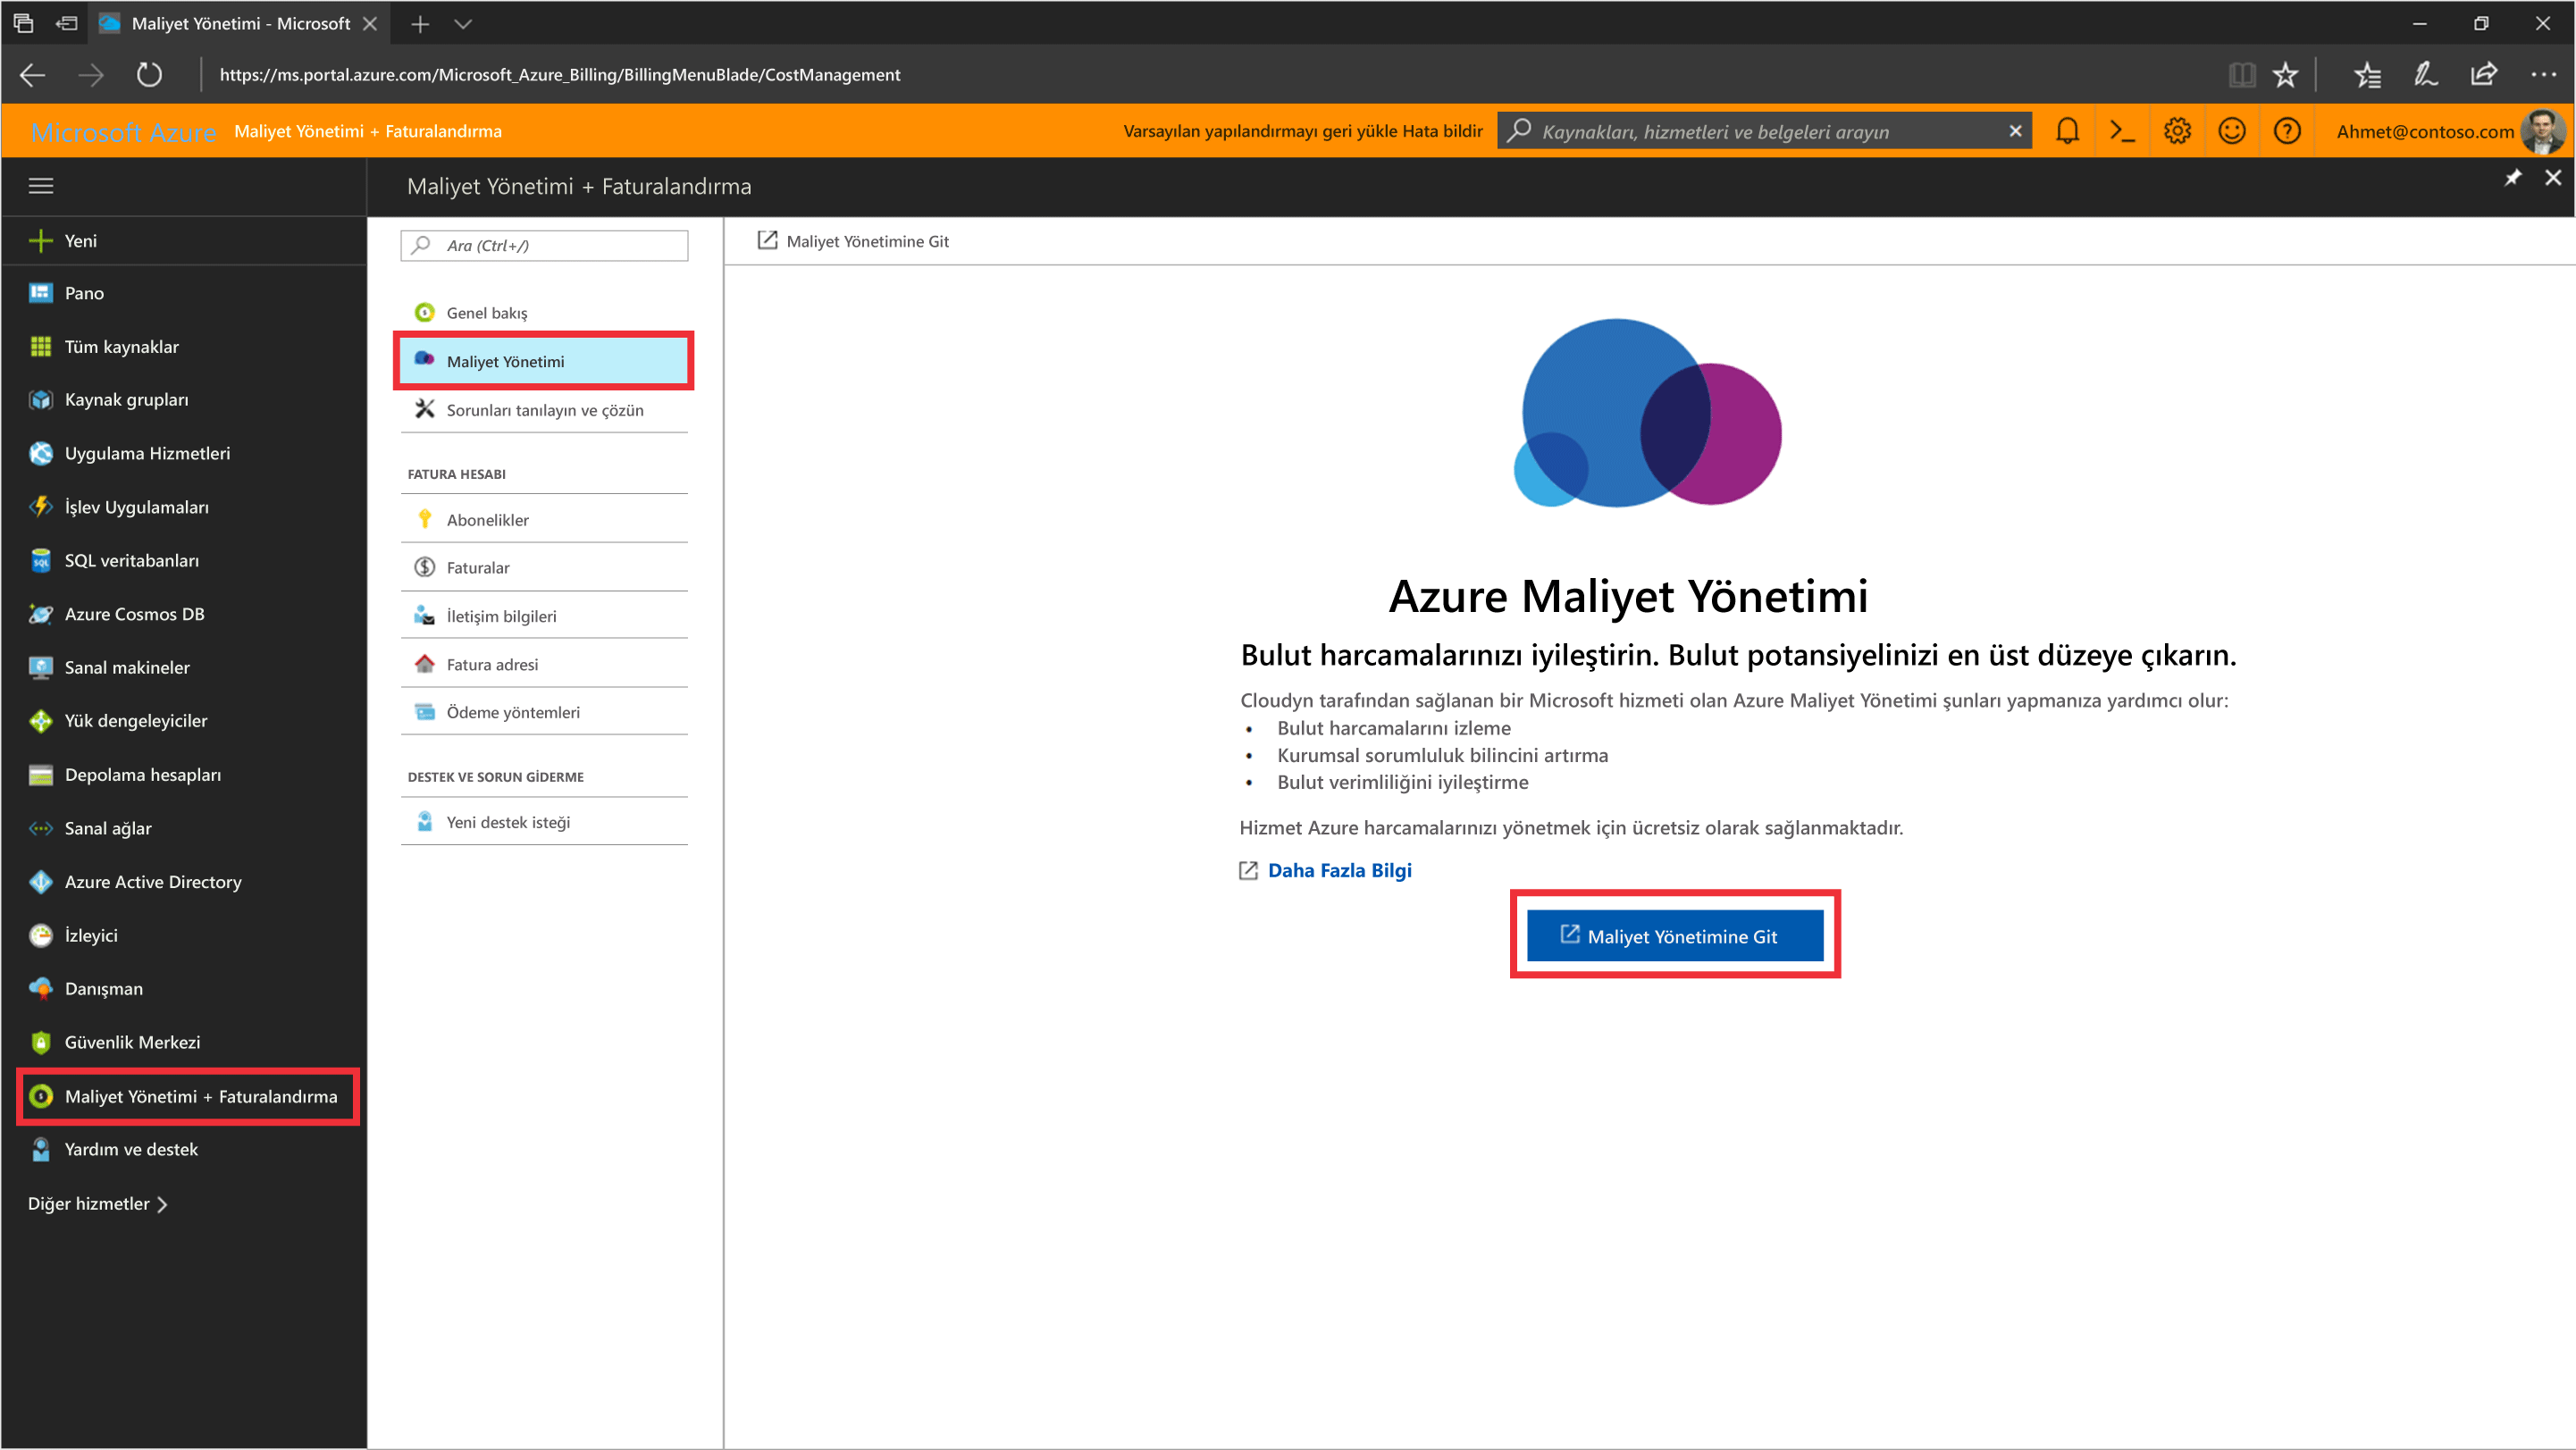 Maliyet Yönetimi - Microsoft
https://ms.portal.azure.com/Microsoft_Azure_Billing/BillingMenuBlade/CostManagement
Microsoft Azure Maliyet Yönetimi + Faturalandırma Varsayılan yapılandırmayı geri yükle Hata bildir Kaynakları, hizmetleri ve belgeleri arayın Ahmet@contoso.com
Maliyet Yönetimi + Faturalandırma
Yeni
Pano
Tüm kaynaklar
Kaynak grupları
Uygulama Hizmetleri
İşlev Uygulamaları
SQL veritabanları
Azure Cosmos DB
Sanal makineler
Yük dengeleyiciler
Depolama hesapları
Sanal ağlar
Azure Active Directory
İzleyici
Danışman
Güvenlik Merkezi
Maliyet Yönetimi + Faturalandırma
Yardım ve destek
Diğer hizmetler
Ara (Ctrl+/)
Genel bakış
Maliyet Yönetimi
Sorunları tanılayın ve çözün
FATURA HESABI
Abonelikler
Faturalar
İletişim bilgileri
Fatura adresi
Ödeme yöntemleri
DESTEK VE SORUN GİDERME
Yeni destek isteği
Maliyet Yönetimine Git
Azure Maliyet Yönetimi
Bulut harcamalarınızı iyileştirin. Bulut potansiyelinizi en üst düzeye çıkarın.
Cloudyn tarafından sağlanan bir Microsoft hizmeti olan Azure Maliyet Yönetimi şunları yapmanıza yardımcı olur:
• Bulut harcamalarını izleme
• Kurumsal sorumluluk bilincini artırma
• Bulut verimliliğini iyileştirme
Hizmet Azure harcamalarınızı yönetmek için ücretsiz olarak sağlanmaktadır.
Daha Fazla Bilgi
Maliyet Yönetimine Git